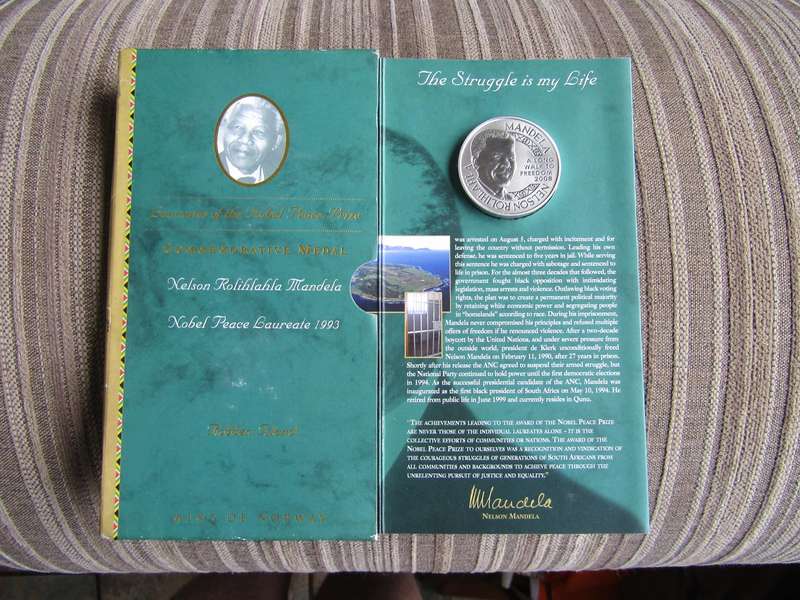 Laureates of the Nobel Peace Prize
COMMEMORATIVE MEDAL
Nelson Rolihlahla Mandela
Nobel Peace Laureate 1993
Robben Island
MINT OF NORWAY
The Struggle is my Life
MANDELA
A LONG
WALK TO
FREEDOM
2008
NELSON ROLIHLAHLA
was arrested on August 5, charged with incitement and for
leaving the country without permission. Leading his own
defense, he was sentenced to five years in jail. While serving
this sentence he was charged with sabotage and sentenced to
life in prison. For the almost three decades that followed, the
government fought black opposition with intimidating
legislation, mass arrests and violence. Outlawing black voting
rights, the plan was to create a permanent political majority
by retaining white economic power and segregating people
in "homelands" according to race. During his imprisonment,
Mandela never compromised his principles and refused multiple
offers of freedom if he renounced violence. After a two-decade
boycott by the United Nations, and under severe pressure from
the outside world, president de Klerk unconditionally freed
Nelson Mandela on February 11, 1990, after 27 years in prison.
Shortly after his release the ANC agreed to suspend their armed struggle, but
the National Party continued to hold power until the first democratic elections
in 1994. As the successful presidential candidate of the ANC, Mandela was
inaugurated as the first black president of South Africa on May 10, 1994. He
retired from public life in June 1999 and currently resides in Qunu.
"THE ACHIEVEMENTS LEADING TO THE AWARD OF THE NOBEL PEACE PRIZE
ARE NEVER THOSE OF THE INDIVIDUAL LAUREATES ALONE - IT IS THE
COLLECTIVE EFFORTS OF COMMUNITIES OR NATIONS. THE AWARD OF THE
NOBEL PEACE PRIZE TO OURSELVES WAS A RECOGNITION AND VINDICATION OF
THE COURAGEOUS STRUGGLES OF GENERATIONS OF SOUTH AFRICANS FROM
ALL COMMUNITIES AND BACKGROUNDS TO ACHIEVE PEACE THROUGH THE
UNRELENTING PURSUIT OF JUSTICE AND EQUALITY."
NMandela
NELSON MANDELA